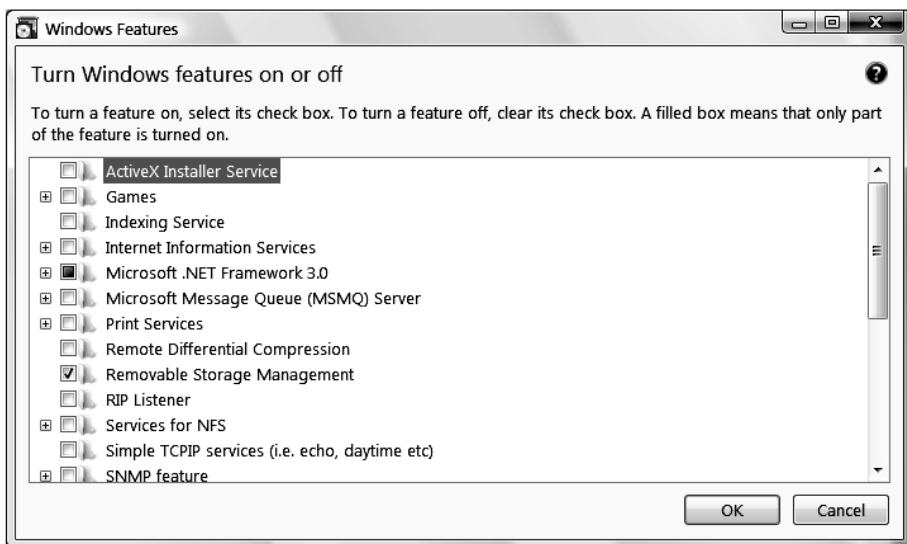 Windows Features
Turn Windows features on or off
To turn a feature on, select its check box. To turn a feature off, clear its check box. A filled box means that only part
of the feature is turned on.
ActiveX Installer Service
Games
Indexing Service
Internet Information Services
Microsoft .NET Framework 3.0
Microsoft Message Queue (MSMQ) Server
Print Services
Remote Differential Compression
Removable Storage Management
RIP Listener
Services for NFS
Simple TCPIP services (i.e. echo, daytime etc)
SNMP feature
OK Cancel